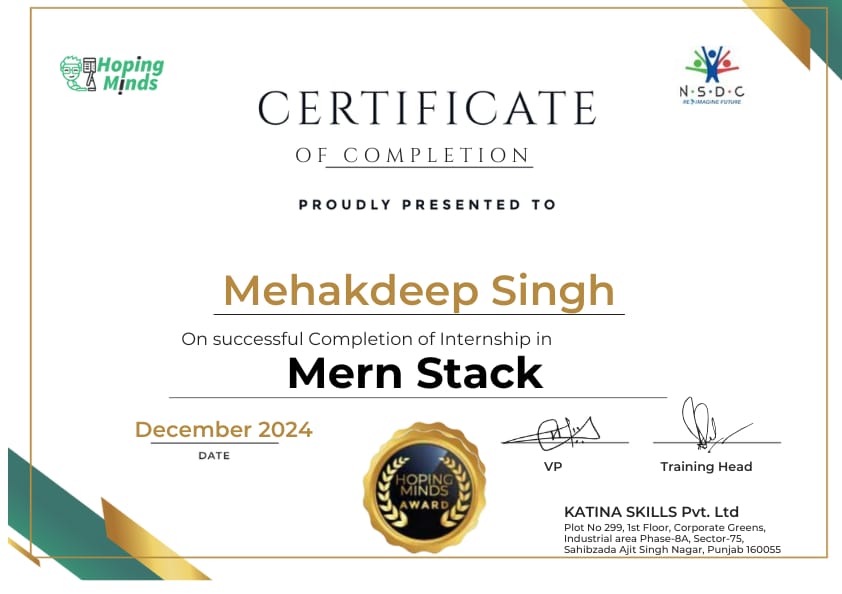 Hoping
Minds
N·S·D·C
RE IMAGINE FUTURE
CERTIFICATE
OF COMPLETION
PROUDLY PRESENTED TO
Mehakdeep Singh
On successful Completion of Internship in
Mern Stack
December 2024
DATE
HOPING
MINDS
AWARD
VP
Training Head
KATINA SKILLS Pvt. Ltd
Plot No 299, 1st Floor, Corporate Greens,
Industrial area Phase-8A, Sector-75,
Sahibzada Ajit Singh Nagar, Punjab 160055